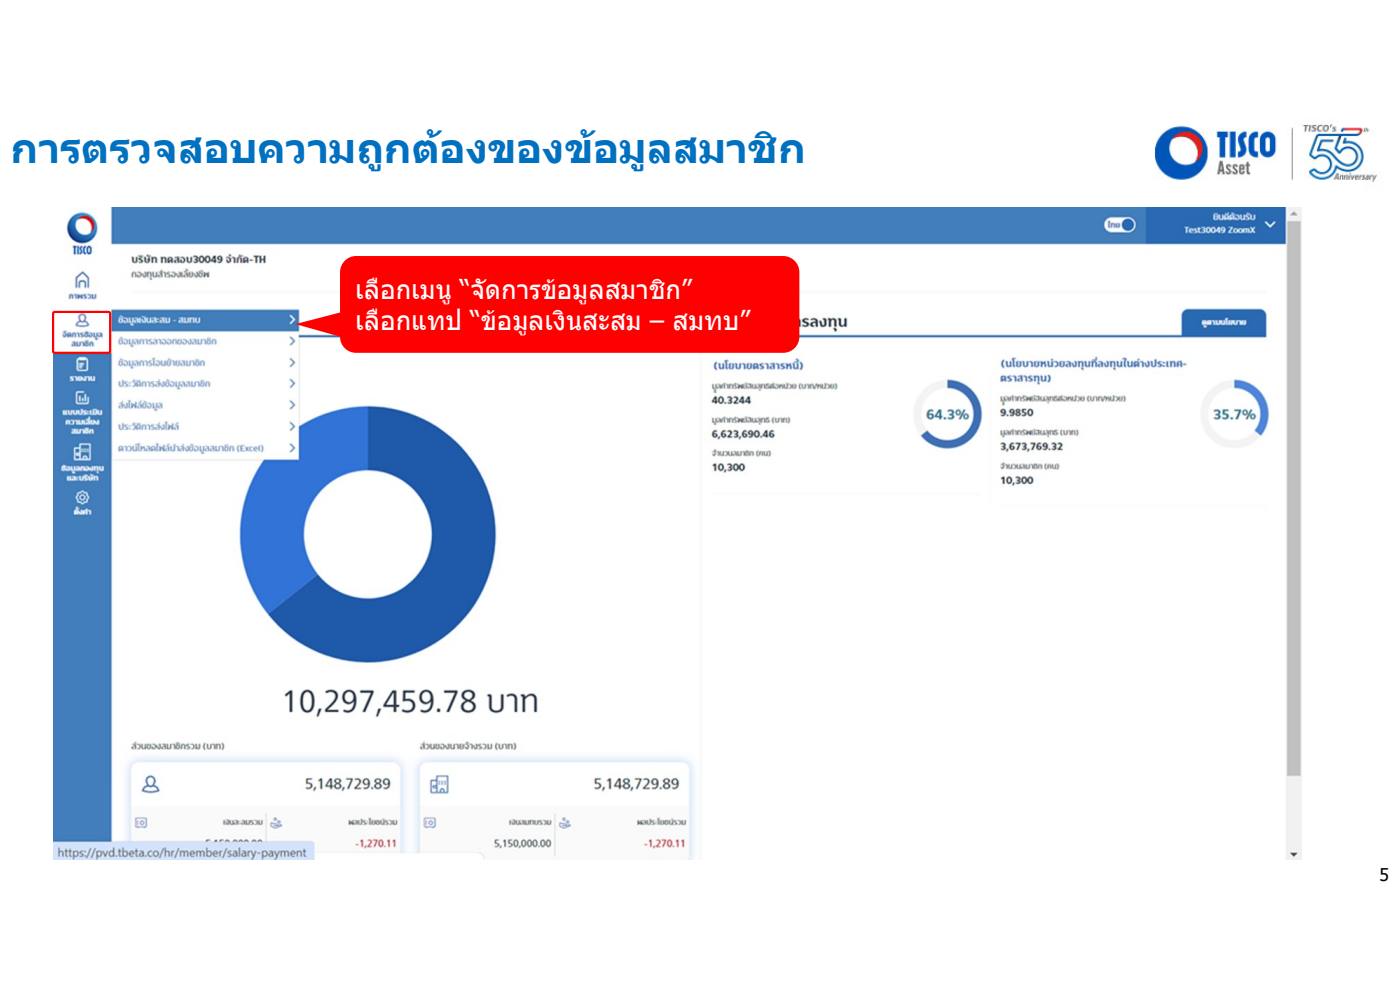 การตรวจสอบความถูกต้องของข้อมูลสมาชิก
TISCO
Asset
TISCO's 55th
Anniversary
TISCO
ไทย
ยินดีต้อนรับ
Test30049 ZoomX
บริษัท ทดสอบ30049 จำกัด-TH
กองทุนสำรองเลี้ยงชีพ
เลือกเมนู “จัดการข้อมูลสมาชิก”
เลือกแทป “ข้อมูลเงินสะสม – สมทบ”
ภาพรวม
จัดการข้อมูล
สมาชิก
รายงาน
แบบประเมิน
ความเสี่ยง
สมาชิก
ข้อมูลกองทุน
และบริษัท
ตั้งค่า
ข้อมูลเงินสะสม - สมทบ
ข้อมูลการลาออกของสมาชิก
ข้อมูลการโอนย้ายสมาชิก
ประวัติการส่งข้อมูลสมาชิก
ส่งไฟล์ข้อมูล
ประวัติการส่งไฟล์
ดาวน์โหลดไฟล์นำส่งข้อมูลสมาชิก (Excel)
ารลงทุน
ดูตามนโยบาย
(นโยบายตราสารหนี้)
มูลค่าทรัพย์สินสุทธิต่อหน่วย (บาท/หน่วย)
40.3244
มูลค่าทรัพย์สินสุทธิ (บาท)
6,623,690.46
จำนวนสมาชิก (คน)
10,300
64.3%
(นโยบายหน่วยลงทุนที่ลงทุนในต่างประเทศ-
ตราสารทุน)
มูลค่าทรัพย์สินสุทธิต่อหน่วย (บาท/หน่วย)
9.9850
มูลค่าทรัพย์สินสุทธิ (บาท)
3,673,769.32
จำนวนสมาชิก (คน)
10,300
35.7%
10,297,459.78 บาท
ส่วนของสมาชิกรวม (บาท)
5,148,729.89
เงินสะสมรวม
ผลประโยชน์รวม
-1,270.11
ส่วนของนายจ้างรวม (บาท)
5,148,729.89
เงินสมทบรวม
5,150,000.00
ผลประโยชน์รวม
-1,270.11
https://pvd.tbeta.co/hr/member/salary-payment
5